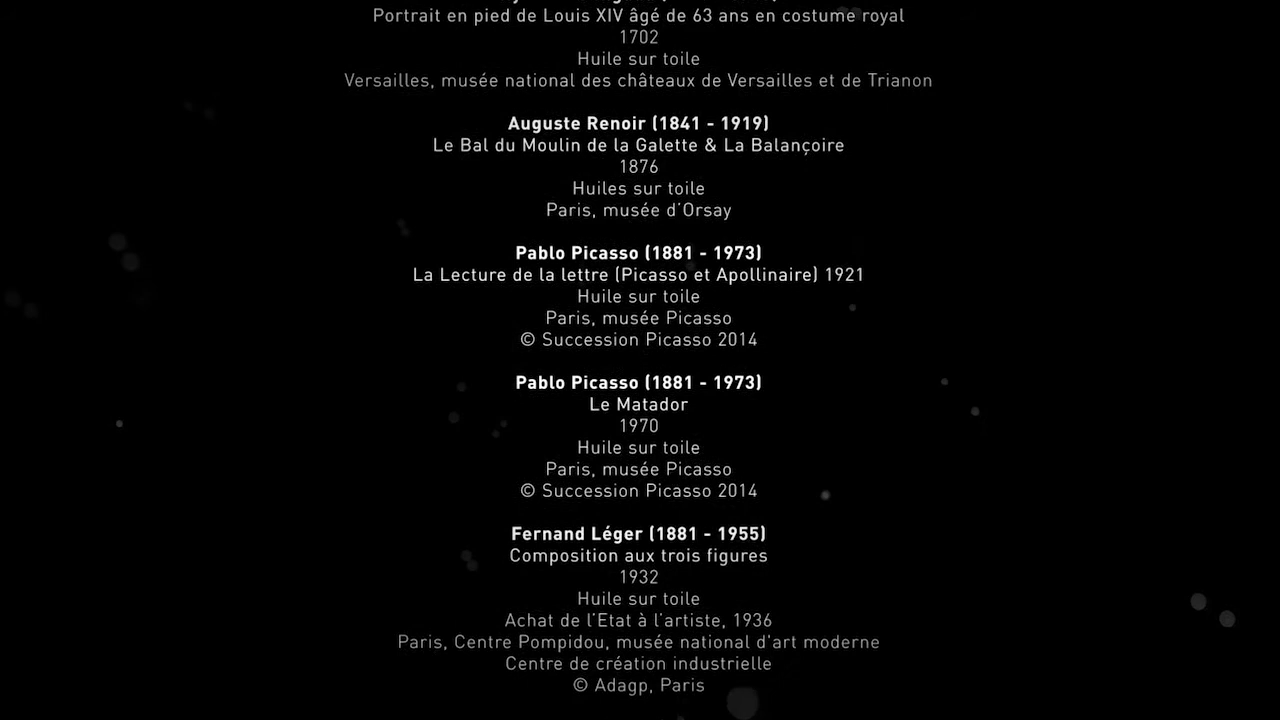 Portrait en pied de Louis XIV âgé de 63 ans en costume royal
1702
Huile sur toile
Versailles, musée national des châteaux de Versailles et de Trianon
Auguste Renoir (1841 - 1919)
Le Bal du Moulin de la Galette & La Balançoire
1876
Huiles sur toile
Paris, musée d'Orsay
Pablo Picasso (1881 - 1973)
La Lecture de la lettre (Picasso et Apollinaire) 1921
Huile sur toile
Paris, musée Picasso
© Succession Picasso 2014
Pablo Picasso (1881 - 1973)
Le Matador
1970
Huile sur toile
Paris, musée Picasso
© Succession Picasso 2014
Fernand Léger (1881 - 1955)
Composition aux trois figures
1932
Huile sur toile
Achat de l'Etat à l'artiste, 1936
Paris, Centre Pompidou, musée national d'art moderne
Centre de création industrielle
© Adagp, Paris